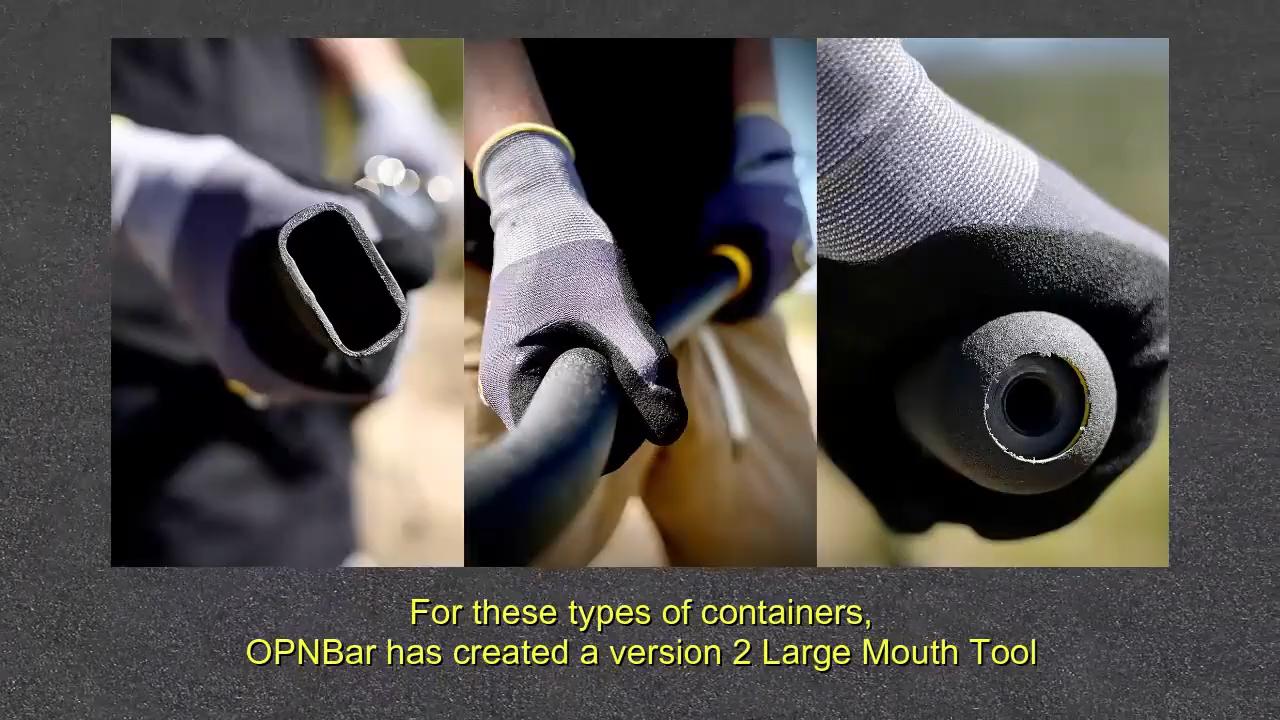 For these types of containers,
OPNBar has created a version 2 Large Mouth Tool